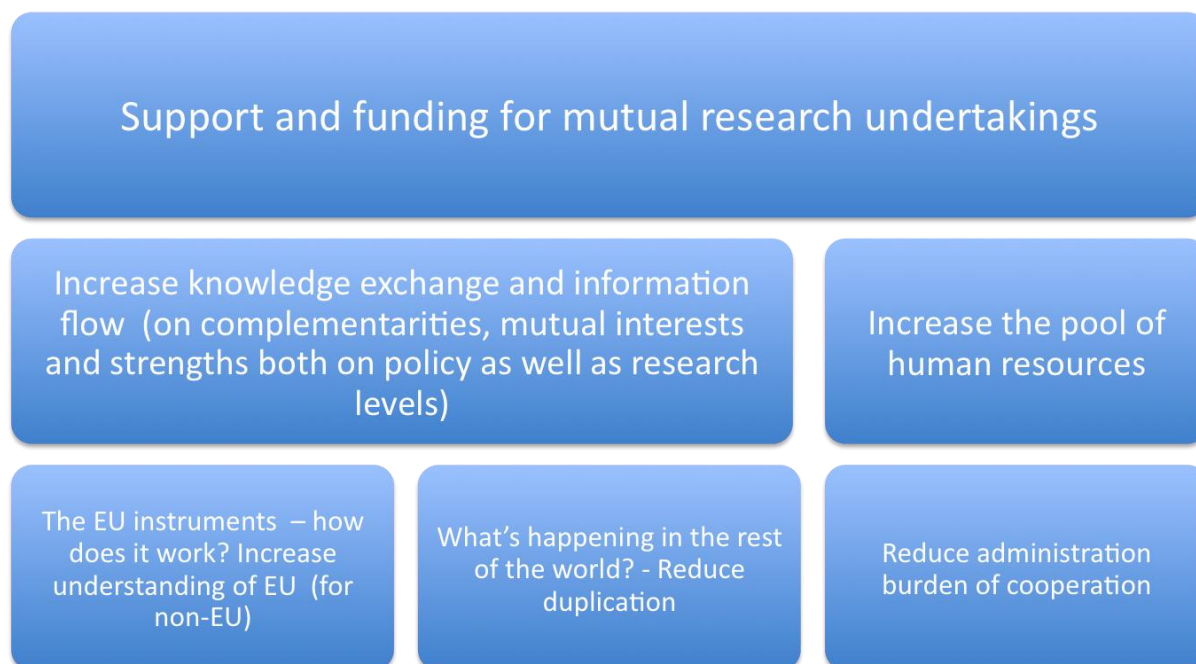 Support and funding for mutual research undertakings
Increase knowledge exchange and information
flow  (on complementarities, mutual interests
and strengths both on policy as well as research
levels)
Increase the pool of
human resources
The EU instruments  – how
does it work? Increase
understanding of EU  (for
non-EU)
What’s happening in the rest
of the world? - Reduce
duplication
Reduce administration
burden of cooperation